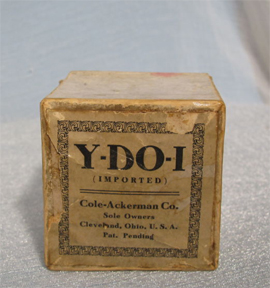 Y-DO-I
(IMPORTED)
Cole-Ackerman Co.
Sole Owners
Cleveland, Ohio, U. S. A.
Pat. Pending